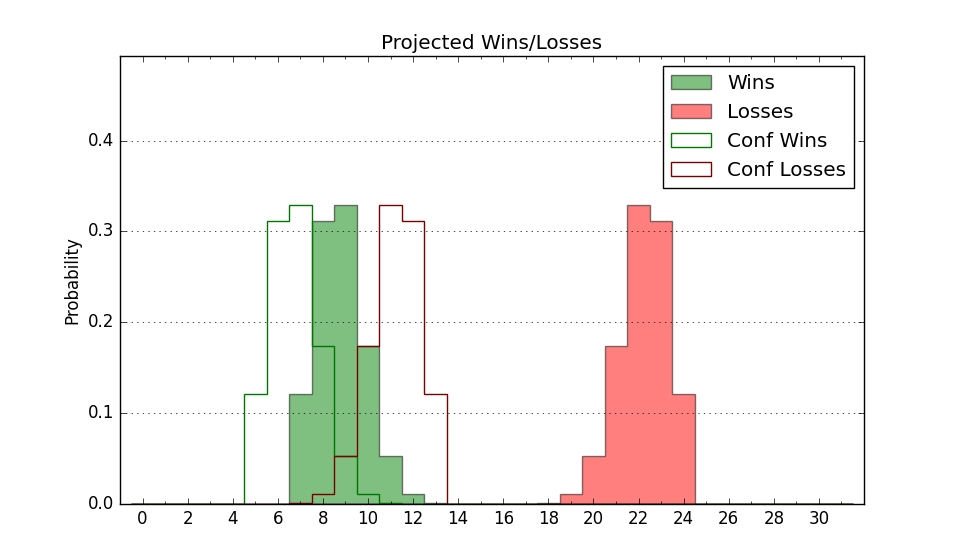 Projected Wins/Losses
Wins
Losses
Conf Wins
Conf Losses
Probability
0.4
0.3
0.2
0.1
0.0
0 2 4 6 8 10 12 14 16 18 20 22 24 26 28 30